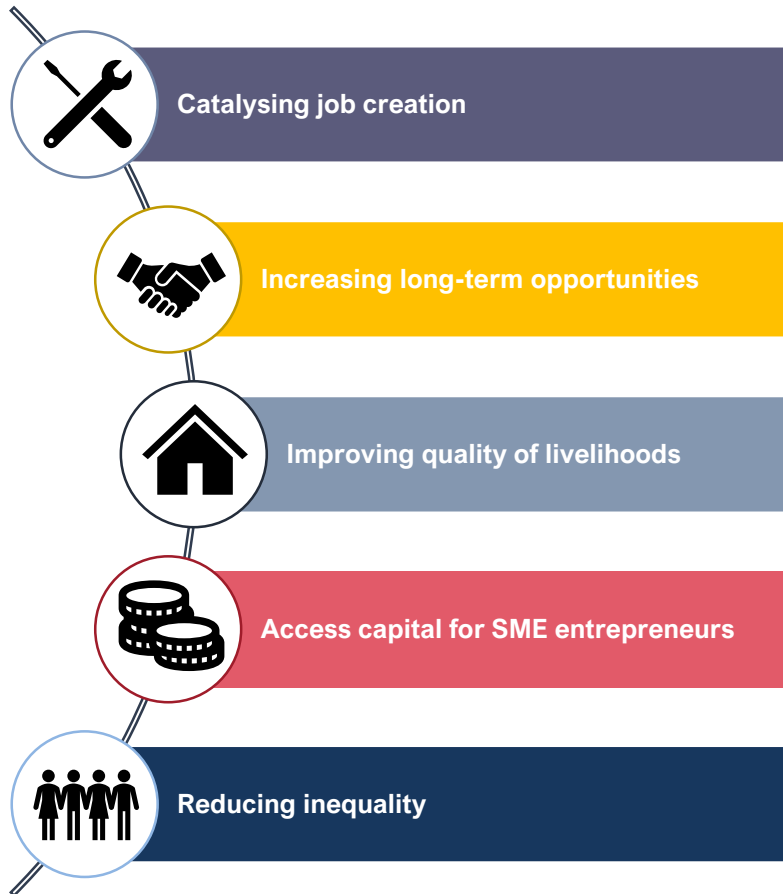 Catalysing job creation
Increasing long-term opportunities
Improving quality of livelihoods
Access capital for SME entrepreneurs
Reducing inequality